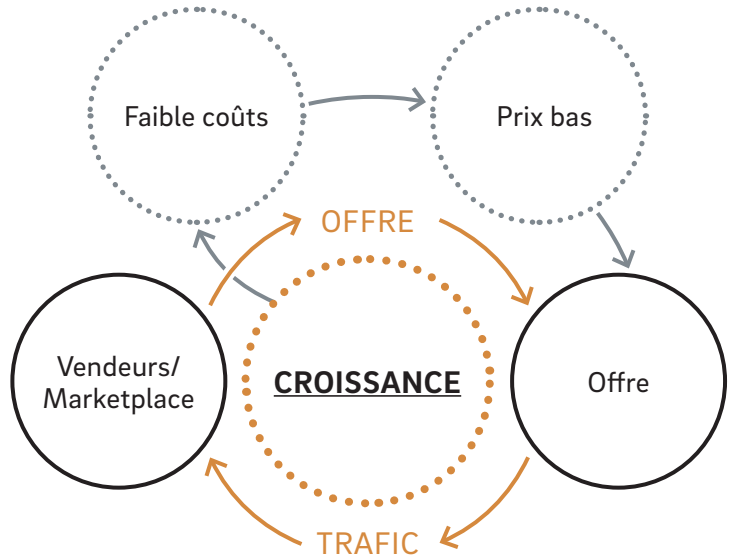 Faible coûts
Prix bas
OFFRE
Vendeurs/
Marketplace
CROISSANCE
Offre
TRAFIC